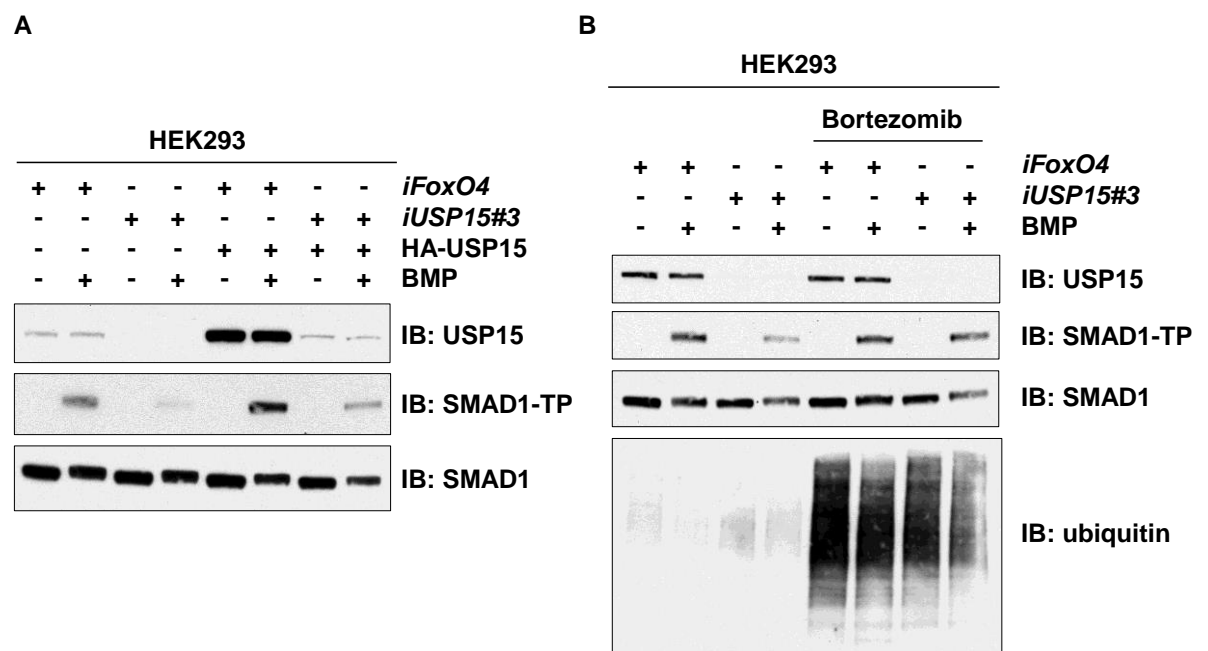 A
HEK293
+ + - - + + - - iFoxO4
- - + + - - + + iUSP15#3
- - - - + + + + HA-USP15
- + - + - + - + BMP
IB: USP15
IB: SMAD1-TP
IB: SMAD1
B
HEK293
Bortezomib
+ + - - + + - - iFoxO4
- - + + - - + + iUSP15#3
- + - + - + - + BMP
IB: USP15
IB: SMAD1-TP
IB: SMAD1
IB: ubiquitin